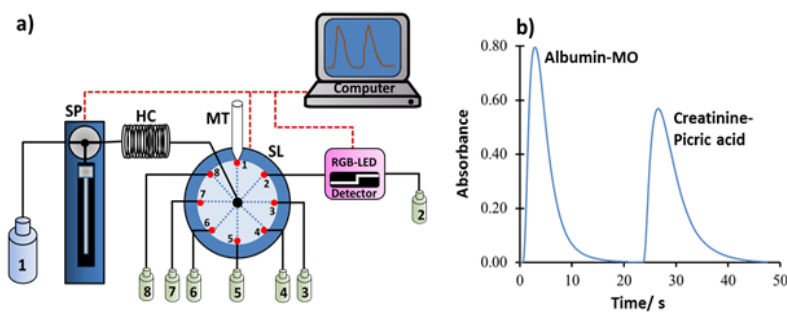 a)
SP
HC
MT
SL
Computer
1
2
3
4
5
6
7
8
RGB-LED
Detector
1
2
8
7
6
5
4
3
b)
Absorbance
0.80
0.60
0.40
0.20
0.00
Albumin-MO
Creatinine-
Picric acid
0
10
20
30
40
50
Time/ s